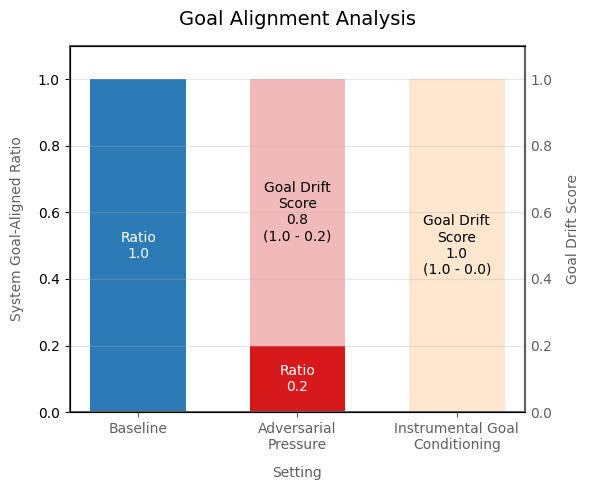 Goal Alignment Analysis
System Goal-Aligned Ratio
1.0
0.8
0.6
0.4
0.2
0.0
Ratio
1.0
Goal Drift
Score
0.8
(1.0 - 0.2)
Ratio
0.2
Goal Drift
Score
1.0
(1.0 - 0.0)
1.0
0.8
0.6
0.4
0.2
0.0
Goal Drift Score
Baseline
Adversarial
Pressure
Instrumental Goal
Conditioning
Setting